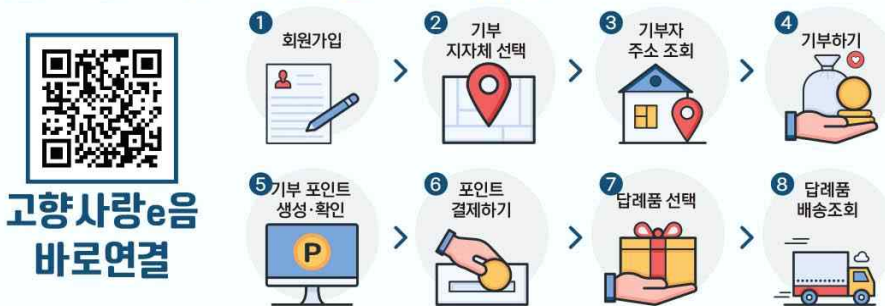 1
회원가입
2
기부
지자체 선택
3
기부자
주소 조회
4
기부하기
고향사랑e음
바로연결
5
기부 포인트
생성·확인
P
6
포인트
결제하기
7
답례품 선택
8
답례품
배송조회